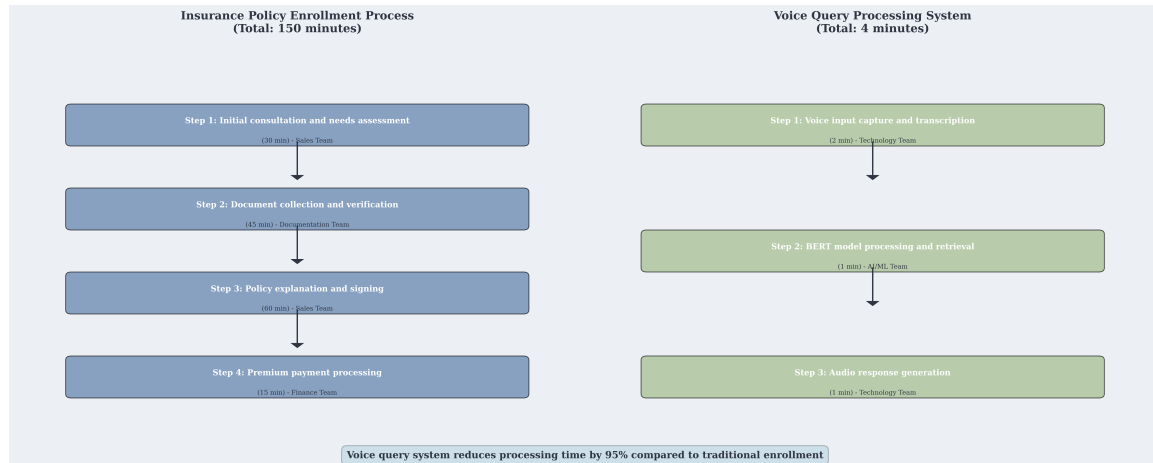 Insurance Policy Enrollment Process
(Total: 150 minutes)
Step 1: Initial consultation and needs assessment
(30 min) - Sales Team
Step 2: Document collection and verification
(45 min) - Documentation Team
Step 3: Policy explanation and signing
(60 min) - Sales Team
Step 4: Premium payment processing
(15 min) - Finance Team
Voice Query Processing System
(Total: 4 minutes)
Step 1: Voice input capture and transcription
(2 min) - Technology Team
Step 2: BERT model processing and retrieval
(1 min) - AI/ML Team
Step 3: Audio response generation
(1 min) - Technology Team
Voice query system reduces processing time by 95% compared to traditional enrollment